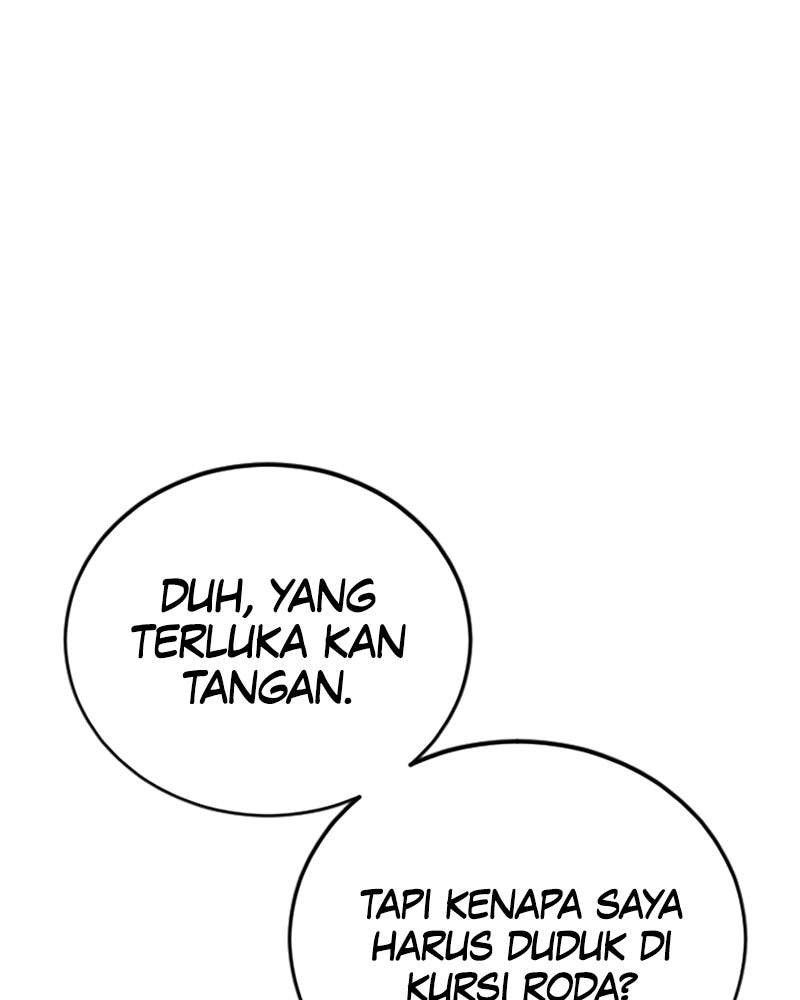 DUH, YANG
TERLUKA KAN
TANGAN.
TAPI KENAPA SAYA
HARUS DUDUK DI
KURSI RODA?